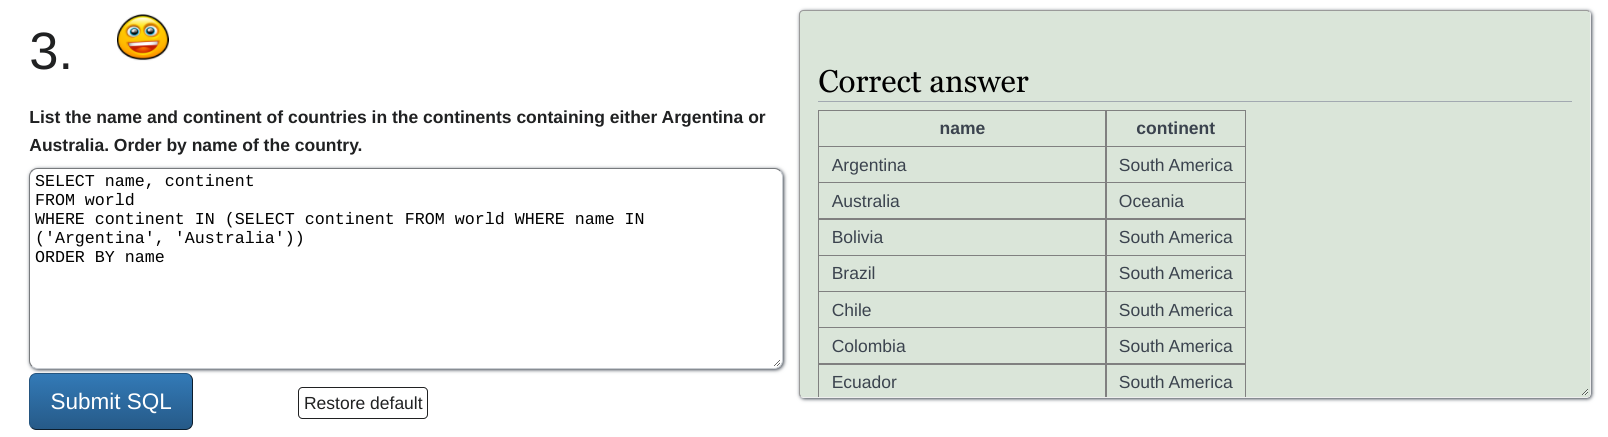 3.
List the name and continent of countries in the continents containing either Argentina or
Australia. Order by name of the country.
SELECT name, continent
FROM world
WHERE continent IN (SELECT continent FROM world WHERE name IN
('Argentina', 'Australia'))
ORDER BY name
Submit SQL
Restore default
Correct answer
name continent
Argentina South America
Australia Oceania
Bolivia South America
Brazil South America
Chile South America
Colombia South America
Ecuador South America